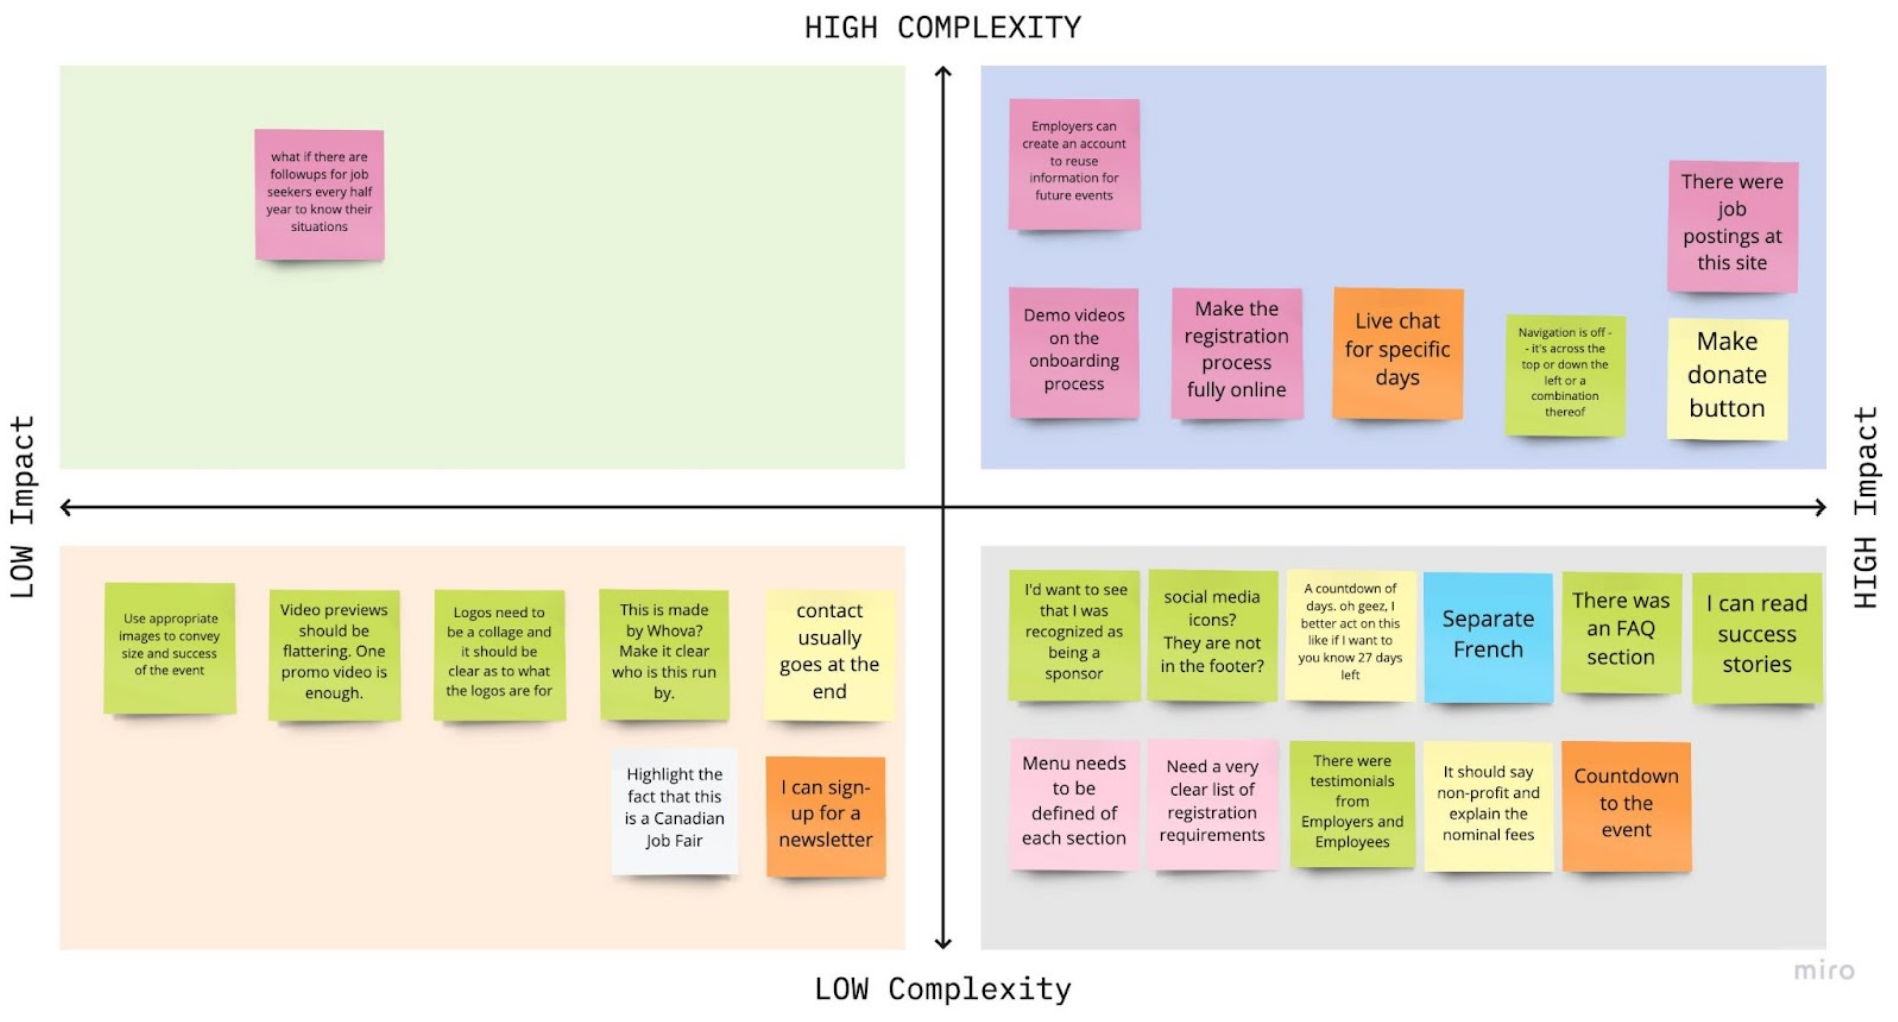 HIGH COMPLEXITY
what if there are
followups for job
seekers every half
year to know their
situations
Employers can
create an account
to reuse
information for
future events
There were
job
postings at
this site
Demo videos
on the
onboarding
process
Make the
registration
process
fully online
Live chat
for specific
days
Navigation is off -
- it's across the
top or down the
left or a
combination
thereof
Make
donate
button
LOW Impact
HIGH Impact
Use appropriate
images to convey
size and success
of the event
Video previews
should be
flattering. One
promo video is
enough.
Logos need to
be a collage and
it should be
clear as to what
the logos are for
This is made
by Whova?
Make it clear
who is this run
by.
contact
usually
goes at the
end
Highlight the
fact that this
is a Canadian
Job Fair
I can sign-
up for a
newsletter
I'd want to see
that I was
recognized as
being a
sponsor
social media
icons?
They are not
in the footer?
A countdown of
days. oh geez, I
better act on this
like if I want to
you know 27 days
left
Separate
French
There was
an FAQ
section
I can read
success
stories
Menu needs
to be
defined of
each section
Need a very
clear list of
registration
requirements
There were
testimonials
from
Employers and
Employees
It should say
non-profit and
explain the
nominal fees
Countdown
to the
event
LOW Complexity
miro